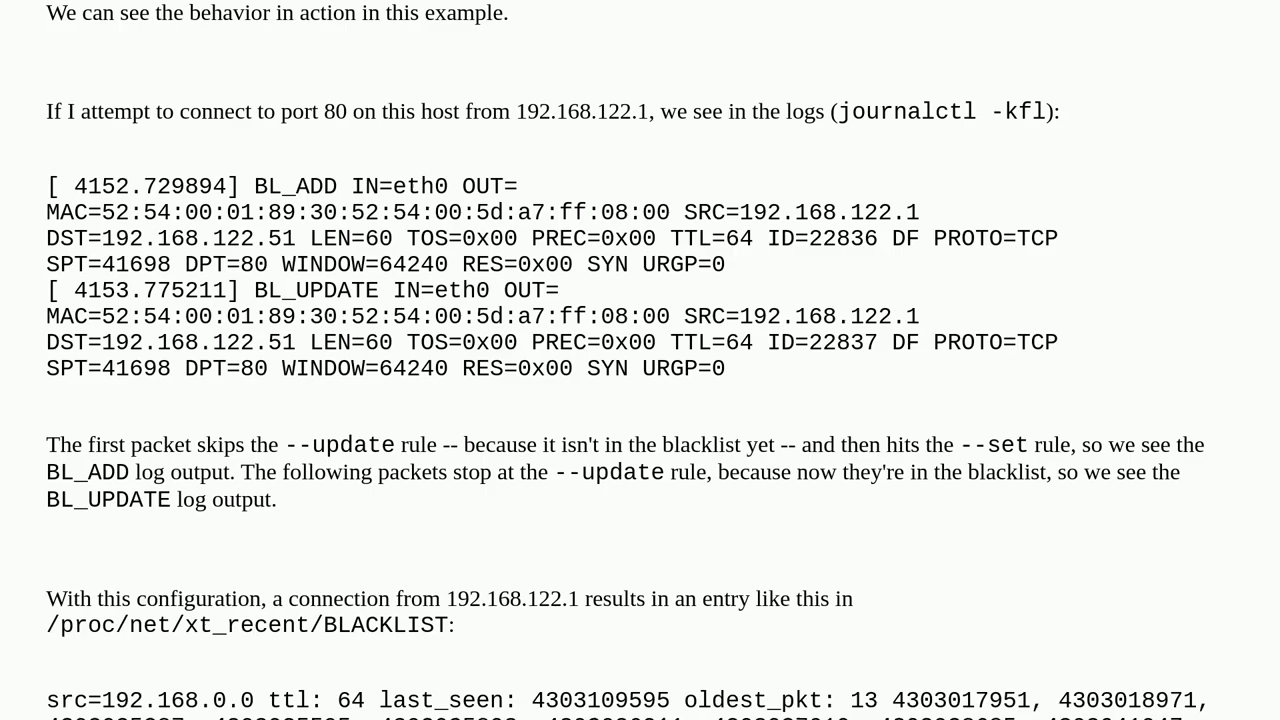 We can see the behavior in action in this example.
If I attempt to connect to port 80 on this host from 192.168.122.1, we see in the logs (journalctl -kfl):
[ 4152.729894] BL_ADD IN=eth0 OUT=
MAC=52:54:00:01:89:30:52:54:00:5d:a7:ff:08:00 SRC=192.168.122.1
DST=192.168.122.51 LEN=60 TOS=0x00 PREC=0x00 TTL=64 ID=22836 DF PROTO=TCP
SPT=41698 DPT=80 WINDOW=64240 RES=0x00 SYN URGP=0
[ 4153.775211] BL_UPDATE IN=eth0 OUT=
MAC=52:54:00:01:89:30:52:54:00:5d:a7:ff:08:00 SRC=192.168.122.1
DST=192.168.122.51 LEN=60 TOS=0x00 PREC=0x00 TTL=64 ID=22837 DF PROTO=TCP
SPT=41698 DPT=80 WINDOW=64240 RES=0x00 SYN URGP=0
The first packet skips the --update rule -- because it isn't in the blacklist yet -- and then hits the --set rule, so we see the
BL_ADD log output. The following packets stop at the --update rule, because now they're in the blacklist, so we see the
BL_UPDATE log output.
With this configuration, a connection from 192.168.122.1 results in an entry like this in
/proc/net/xt_recent/BLACKLIST:
src=192.168.0.0 ttl: 64 last_seen: 4303109595 oldest_pkt: 13 4303017951, 4303018971,